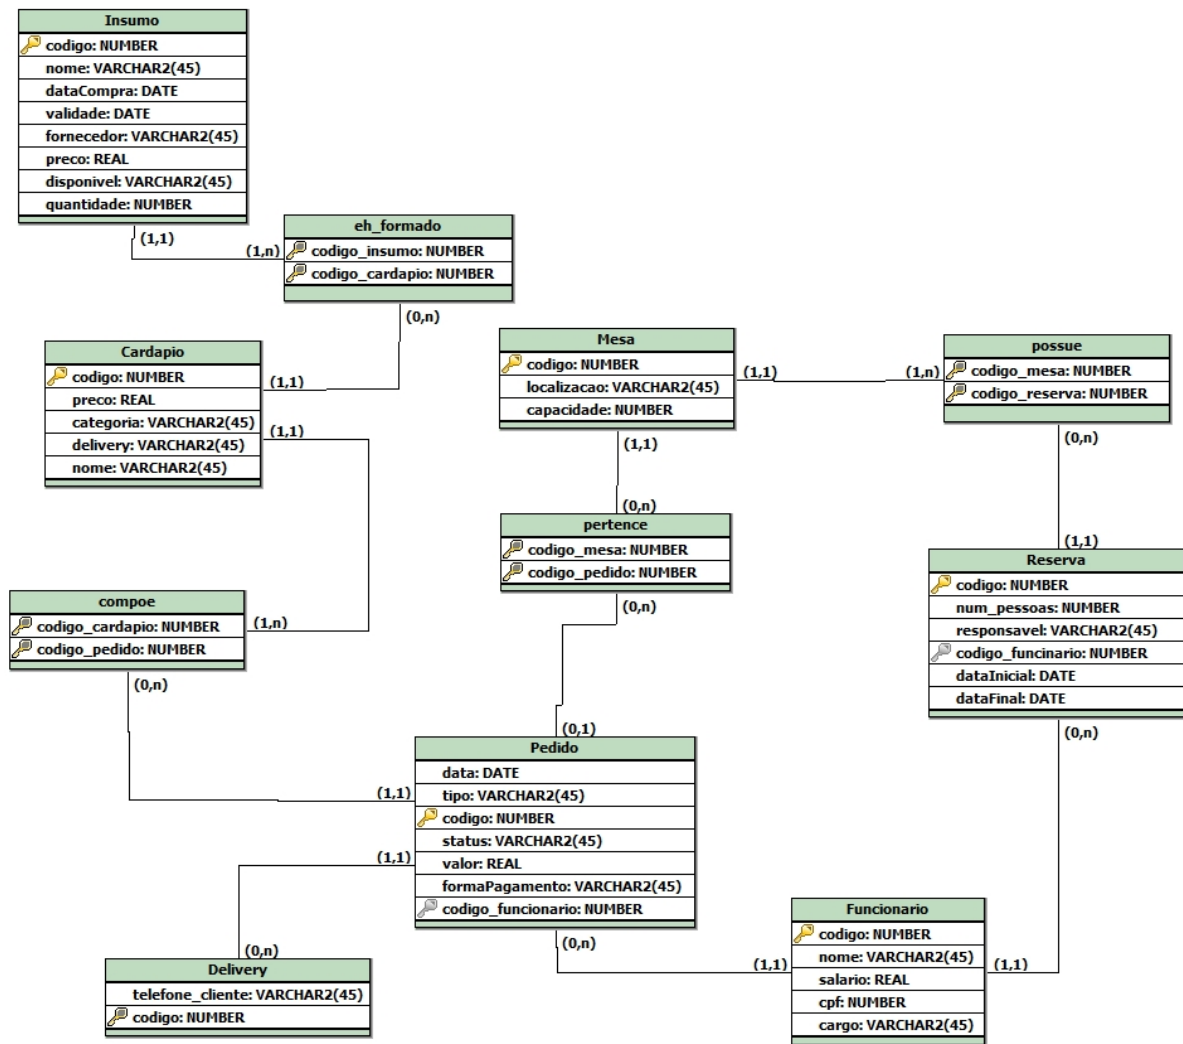 Insumo
codigo: NUMBER
nome: VARCHAR2(45)
dataCompra: DATE
validade: DATE
fornecedor: VARCHAR2(45)
preco: REAL
disponivel: VARCHAR2(45)
quantidade: NUMBER
(1,1)
(1,n)
eh_formado
codigo_insumo: NUMBER
codigo_cardapio: NUMBER
(0,n)
Cardapio
codigo: NUMBER
preco: REAL
categoria: VARCHAR2(45)
delivery: VARCHAR2(45)
nome: VARCHAR2(45)
(1,1)
(1,1)
Mesa
codigo: NUMBER
localizacao: VARCHAR2(45)
capacidade: NUMBER
(1,1)
(1,n)
(1,1)
possue
codigo_mesa: NUMBER
codigo_reserva: NUMBER
(0,n)
(0,n)
pertence
codigo_mesa: NUMBER
codigo_pedido: NUMBER
(0,n)
(1,1)
Reserva
codigo: NUMBER
num_pessoas: NUMBER
responsavel: VARCHAR2(45)
codigo_funcinario: NUMBER
dataInicial: DATE
dataFinal: DATE
(0,n)
compoe
codigo_cardapio: NUMBER
codigo_pedido: NUMBER
(1,n)
(0,n)
(0,1)
Pedido
data: DATE
tipo: VARCHAR2(45)
codigo: NUMBER
status: VARCHAR2(45)
valor: REAL
formaPagamento: VARCHAR2(45)
codigo_funcionario: NUMBER
(1,1)
(1,1)
(0,n)
(0,n)
Delivery
telefone_cliente: VARCHAR2(45)
codigo: NUMBER
(1,1)
Funcionario
codigo: NUMBER
nome: VARCHAR2(45)
salario: REAL
cpf: NUMBER
cargo: VARCHAR2(45)
(1,1)